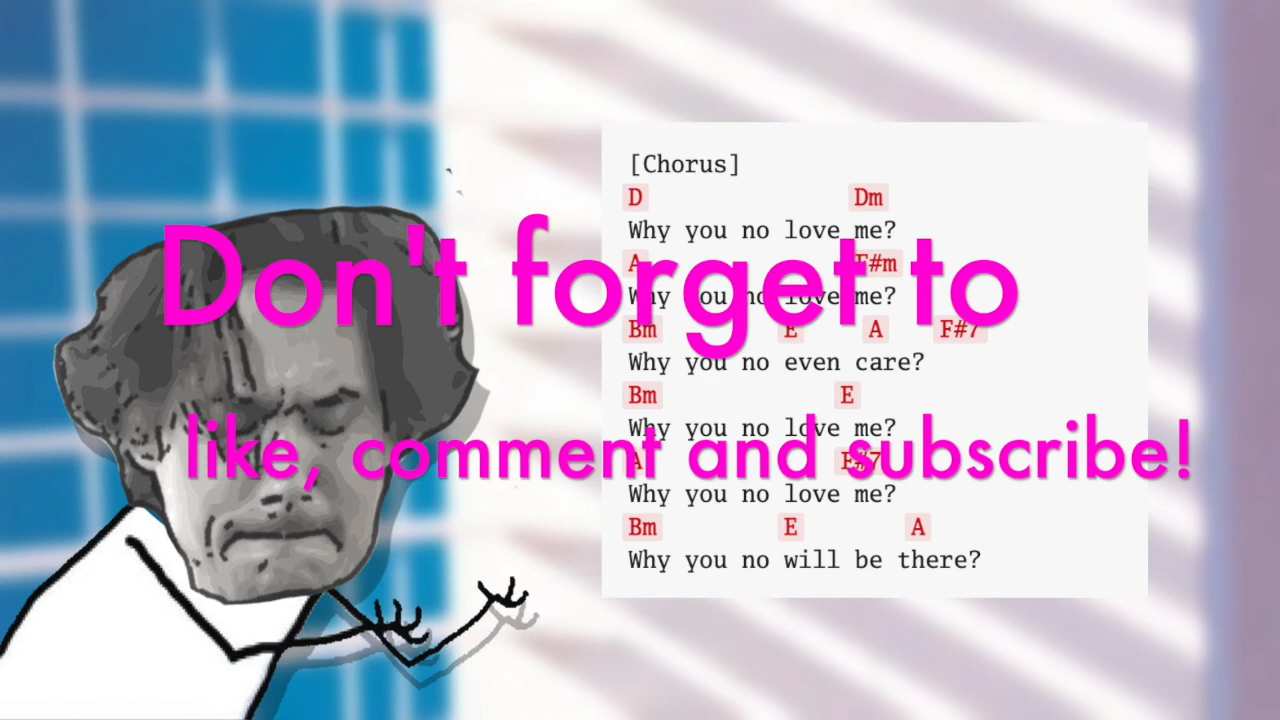 Don't forget to
like, comment and subscribe!
[Chorus]
D Dm
Why you no love me?
A F#m
Why you no love me?
Bm E A F#7
Why you no even care?
Bm E
Why you no love me?
A F#7
Why you no love me?
Bm E A
Why you no will be there?